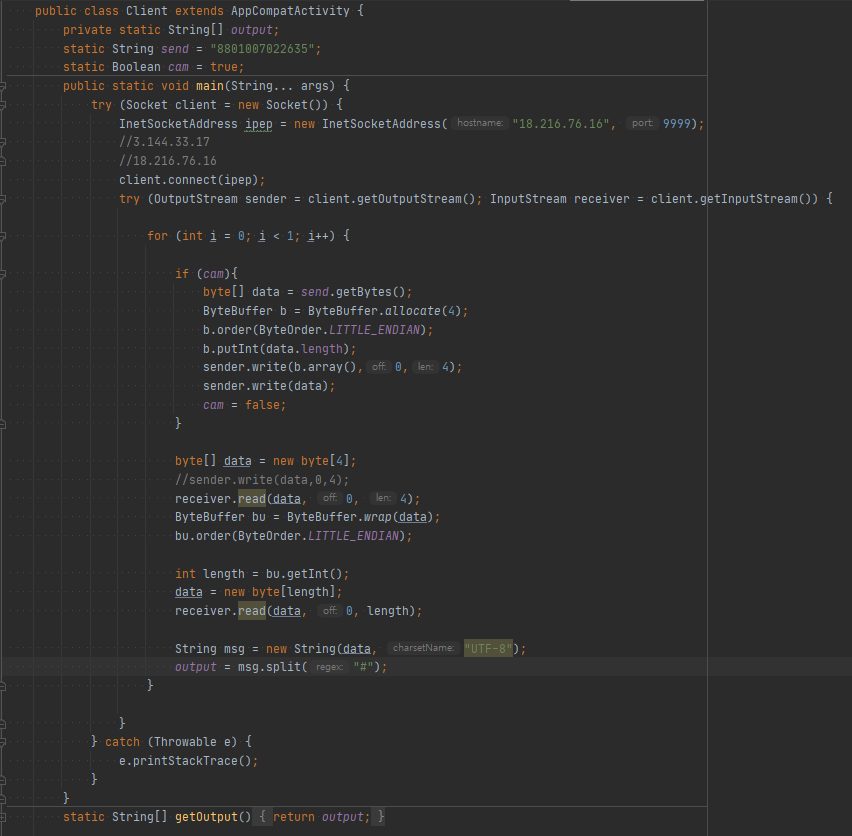 public class Client extends AppCompatActivity {
private static String[] output;
static String send = "8801007022635";
static Boolean cam = true;
public static void main(String... args) {
try (Socket client = new Socket()) {
InetSocketAddress ipep = new InetSocketAddress( hostname: "18.216.76.16", port: 9999);
//3.144.33.17
//18.216.76.16
client.connect(ipep);
try (OutputStream sender = client.getOutputStream(); InputStream receiver = client.getInputStream()) {
for (int i = 0; i < 1; i++) {
if (cam){
byte[] data = send.getBytes();
ByteBuffer b = ByteBuffer.allocate(4);
b.order(ByteOrder.LITTLE_ENDIAN);
b.putInt(data.length);
sender.write(b.array(), off: 0, len: 4);
sender.write(data);
cam = false;
}
byte[] data = new byte[4];
//sender.write(data,0,4);
receiver.read(data, off: 0, len: 4);
ByteBuffer bu = ByteBuffer.wrap(data);
bu.order(ByteOrder.LITTLE_ENDIAN);
int length = bu.getInt();
data = new byte[length];
receiver.read(data, off: 0, length);
String msg = new String(data, charsetName: "UTF-8");
output = msg.split( regex: "#");
}
}
} catch (Throwable e) {
e.printStackTrace();
}
}
static String[] getOutput() { return output; }